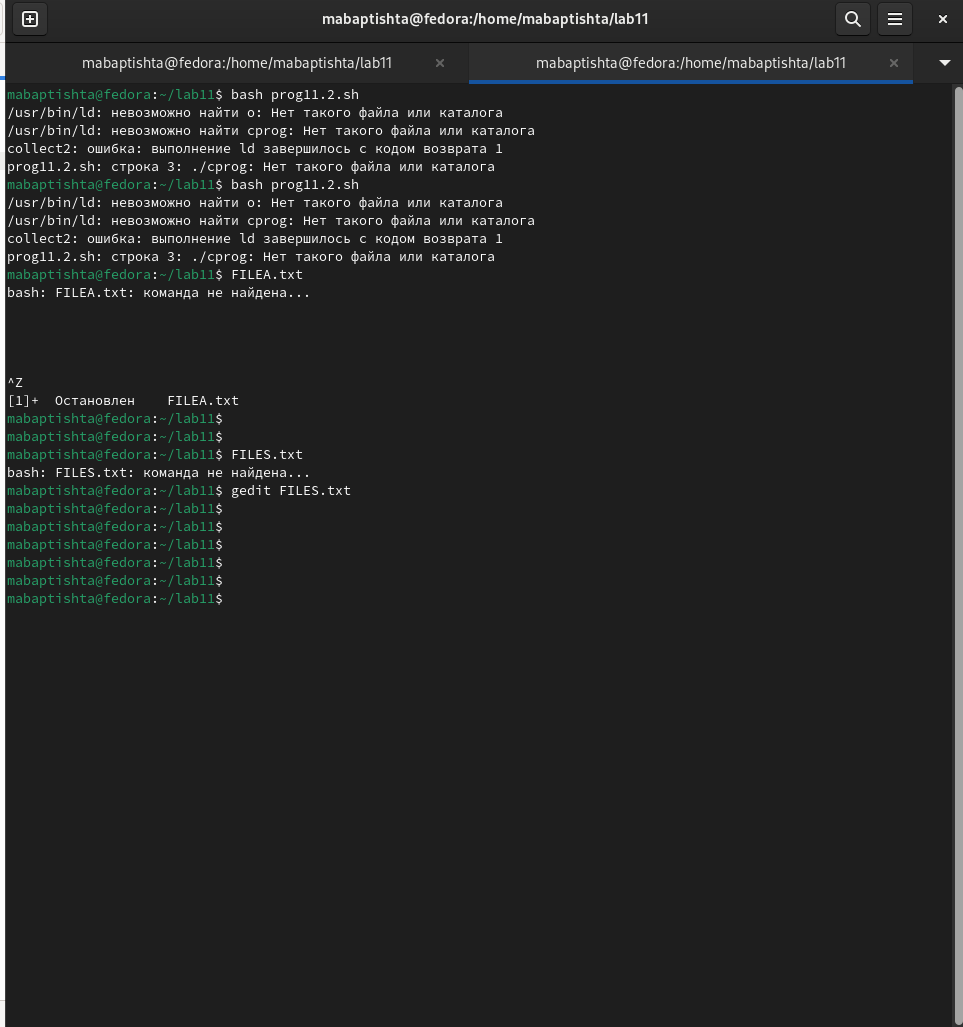 mabaptishta@fedora:/home/mabaptishta/lab11
mabaptishta@fedora:/home/mabaptishta/lab11
mabaptishta@fedora:/home/mabaptishta/lab11
mabaptishta@fedora:~/lab11$ bash prog11.2.sh
/usr/bin/ld: невозможно найти o: Нет такого файла или каталога
/usr/bin/ld: невозможно найти cprog: Нет такого файла или каталога
collect2: ошибка: выполнение ld завершилось с кодом возврата 1
prog11.2.sh: строка 3: ./cprog: Нет такого файла или каталога
mabaptishta@fedora:~/lab11$ bash prog11.2.sh
/usr/bin/ld: невозможно найти o: Нет такого файла или каталога
/usr/bin/ld: невозможно найти cprog: Нет такого файла или каталога
collect2: ошибка: выполнение ld завершилось с кодом возврата 1
prog11.2.sh: строка 3: ./cprog: Нет такого файла или каталога
mabaptishta@fedora:~/lab11$ FILEA.txt
bash: FILEA.txt: команда не найдена...
^Z
[1]+  Остановлен    FILEA.txt
mabaptishta@fedora:~/lab11$
mabaptishta@fedora:~/lab11$
mabaptishta@fedora:~/lab11$ FILES.txt
bash: FILES.txt: команда не найдена...
mabaptishta@fedora:~/lab11$ gedit FILES.txt
mabaptishta@fedora:~/lab11$
mabaptishta@fedora:~/lab11$
mabaptishta@fedora:~/lab11$
mabaptishta@fedora:~/lab11$
mabaptishta@fedora:~/lab11$
mabaptishta@fedora:~/lab11$